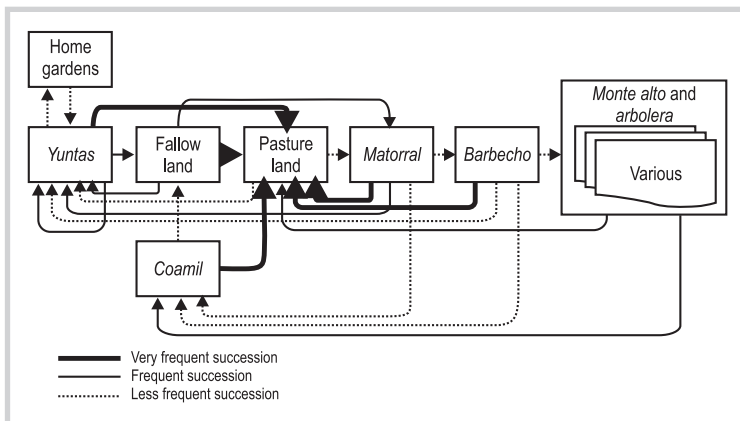 Home
gardens
Monte alto and
arbolera
Yuntas
Fallow
land
Pasture
land
Matorral
Barbecho
Various
Coamil
Very frequent succession
Frequent succession
Less frequent succession